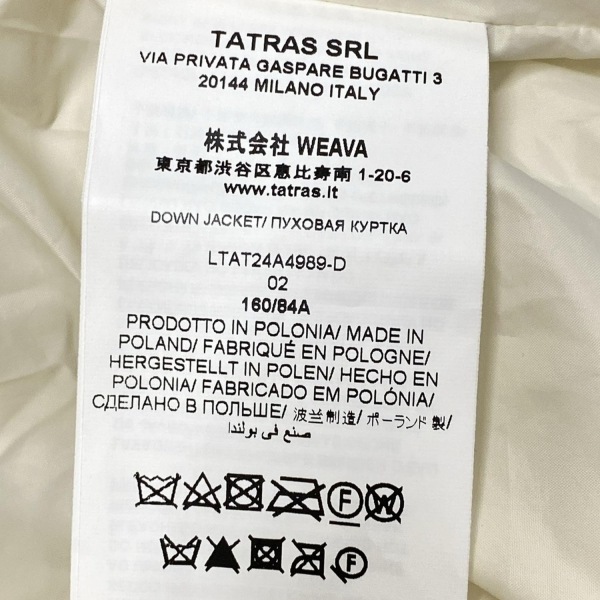 TATRAS SRL
VIA PRIVATA GASPARE BUGATTI 3
20144 MILANO ITALY
株式会社 WEAVA
東京都渋谷区恵比寿南 1-20-6
www.tatras.it
DOWN JACKET/ ПУХОВАЯ КУРТКА
LTAT24A4989-D
02
160/84A
PRODOTTO IN POLONIA/ MADE IN
POLAND/ FABRIQUÉ EN POLOGNE/
HERGESTELLT IN POLEN/ HECHO EN
POLONIA/ FABRICADO EM POLÓNIA/
СДЕЛАНО В ПОЛЬШЕ/ 波兰制造/ ポーランド製/
صنع في بولندا
F W
F